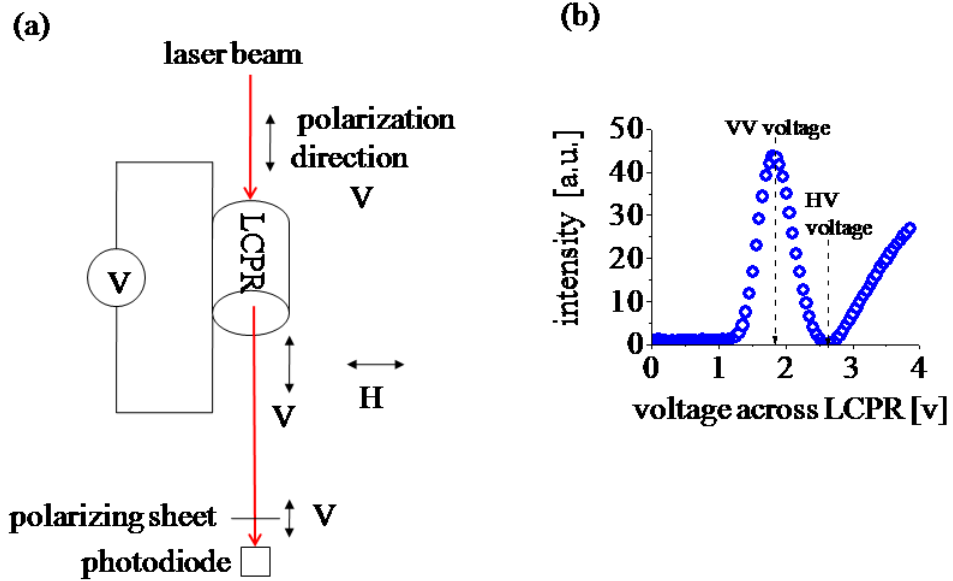 (a)
laser beam
polarization
direction
V
LCPR
V
V
H
polarizing sheet
V
photodiode
(b)
VV voltage
HV
voltage
intensity [a.u.]
50
40
30
20
10
0
0 1 2 3 4
voltage across LCPR [v]